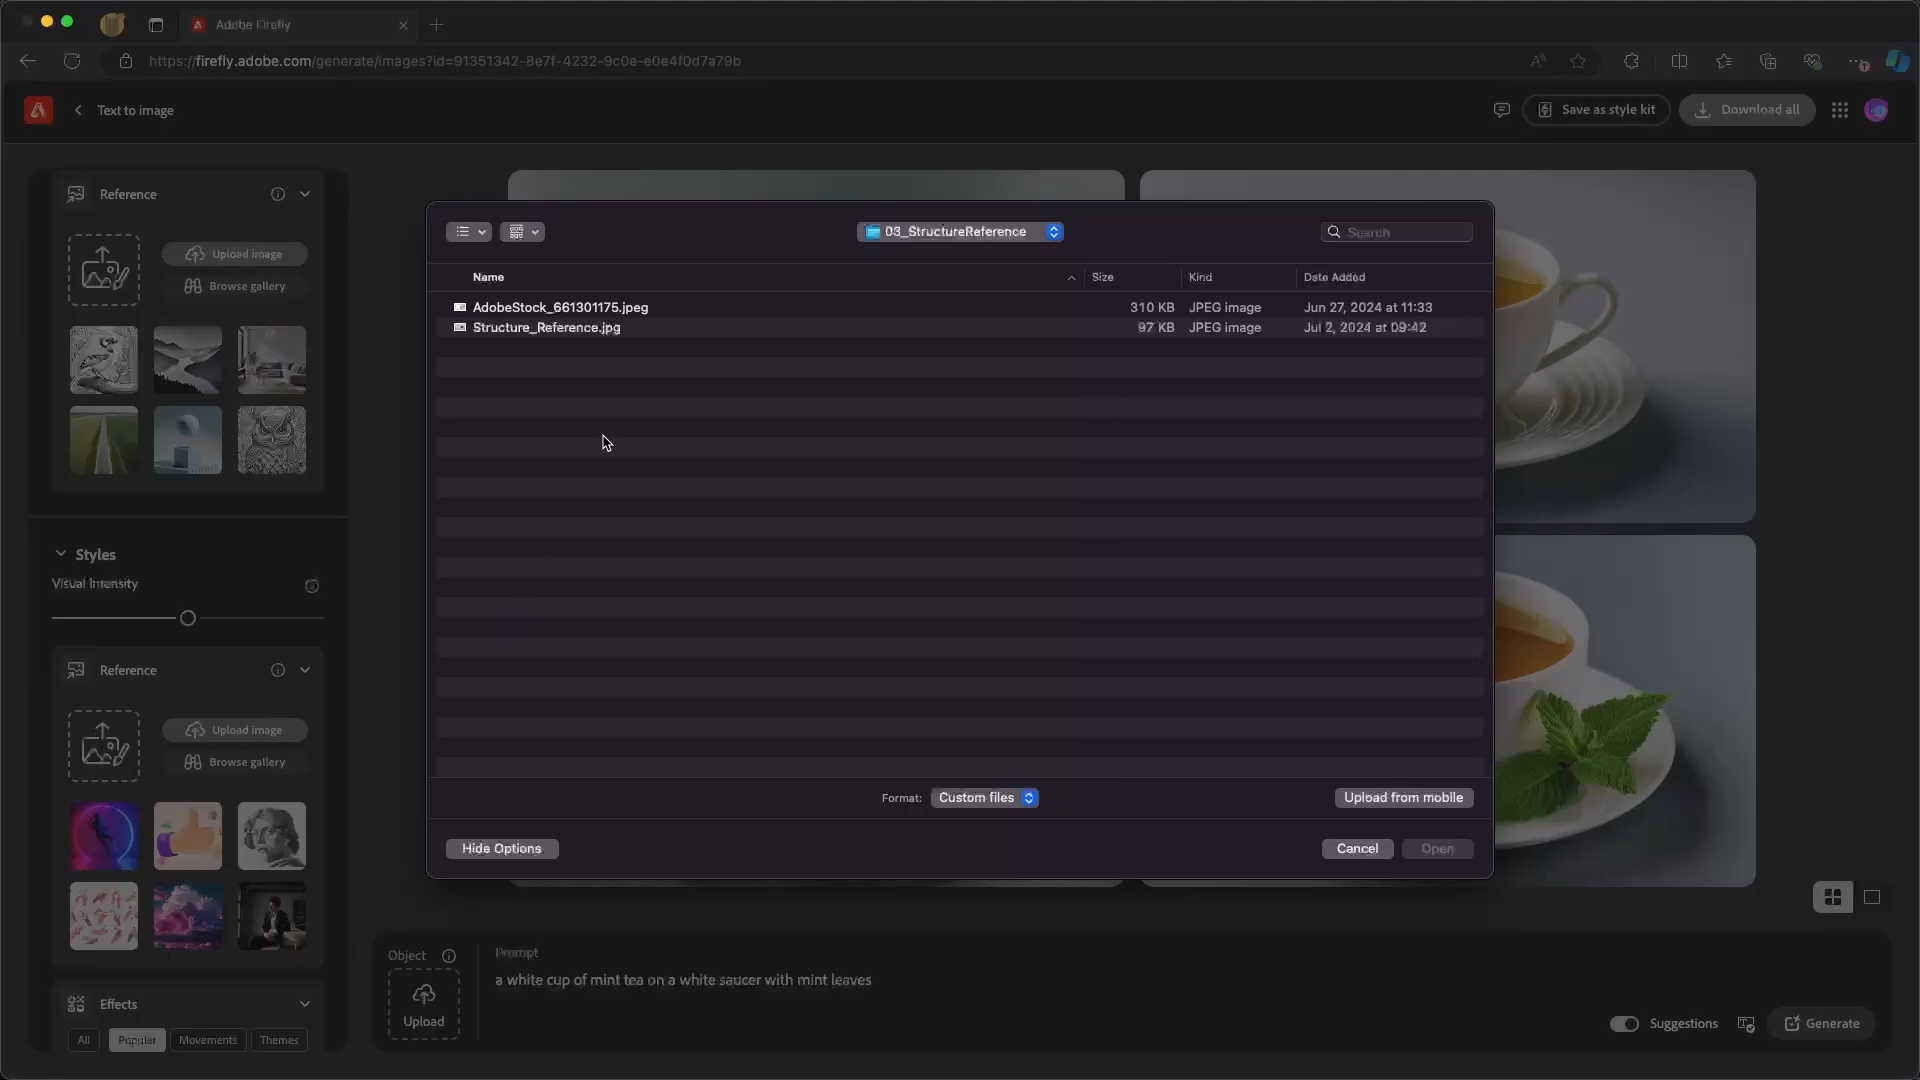 Adobe Firefly
https://firefly.adobe.com/generate/images?id=91351342-8e7f-4232-9c0e-e0e4f0d7a79b
Text to image
Save as style kit
Download all
Reference
Upload image
Browse gallery
Styles
Visual Intensity
Reference
Upload image
Browse gallery
Effects
All Popular Movements Themes
03_StructureReference
Search
Name Size Kind Date Added
AdobeStock_661301175.jpeg 310 KB JPEG image Jun 27, 2024 at 11:33
Structure_Reference.jpg 97 KB JPEG image Jul 2, 2024 at 09:42
Format: Custom files
Upload from mobile
Hide Options
Cancel
Open
Object
Upload
Prompt
a white cup of mint tea on a white saucer with mint leaves
Suggestions
Generate